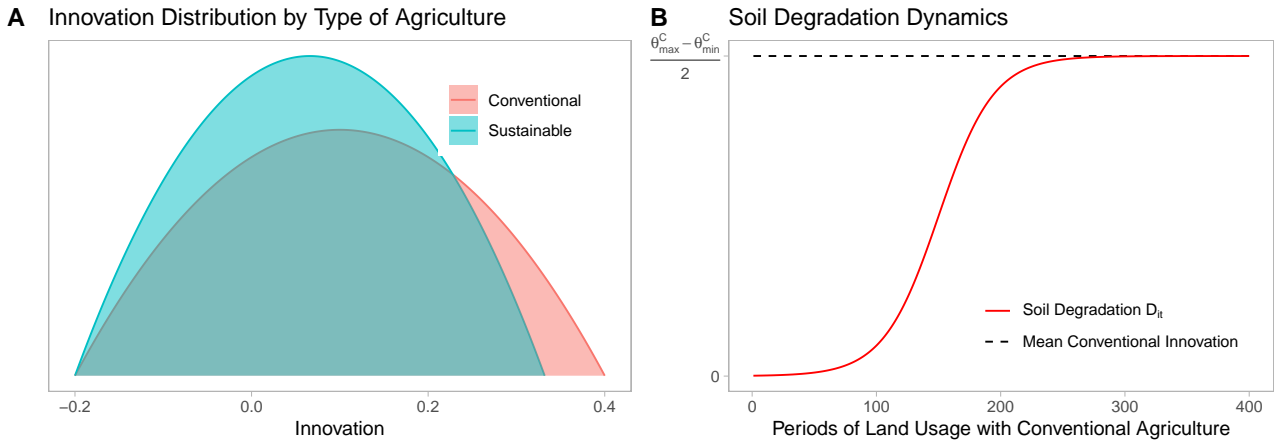 A Innovation Distribution by Type of Agriculture
Conventional
Sustainable
−0.2 0.0 0.2 0.4
Innovation
B Soil Degradation Dynamics
θ^C_max − θ^C_min
2
0
Soil Degradation D_it
Mean Conventional Innovation
0 100 200 300 400
Periods of Land Usage with Conventional Agriculture